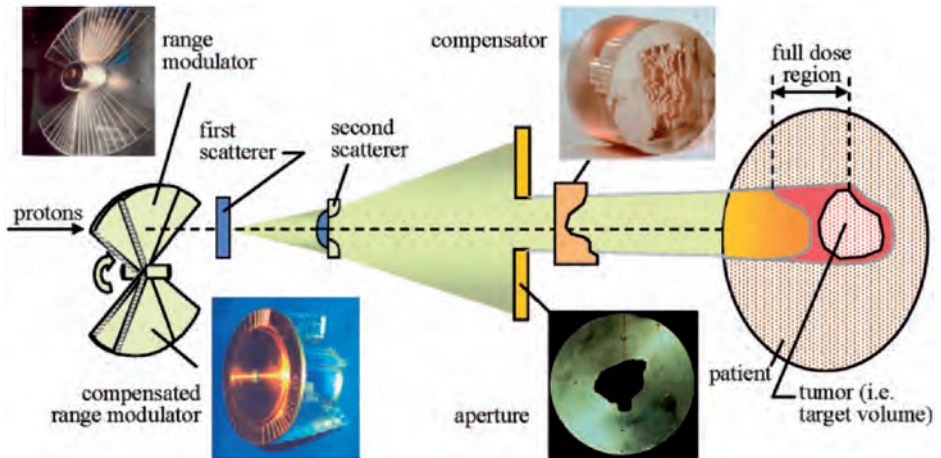 range
modulator
compensator
full dose
region
first
scatterer
second
scatterer
protons
compensated
range modulator
aperture
patient
tumor (i.e.
target volume)